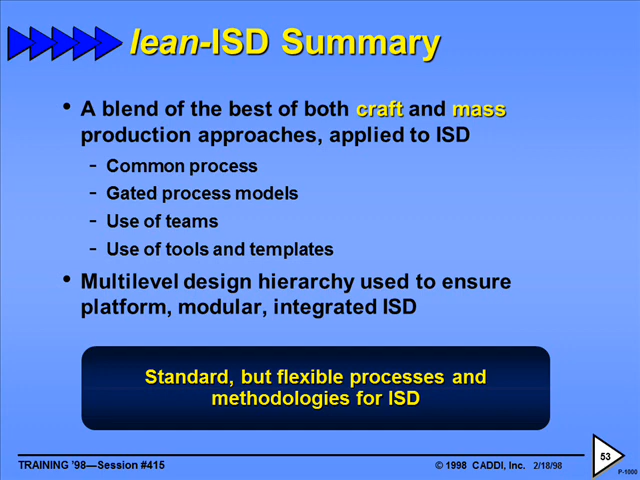 lean-ISD Summary
• A blend of the best of both craft and mass
production approaches, applied to ISD
- Common process
- Gated process models
- Use of teams
- Use of tools and templates
• Multilevel design hierarchy used to ensure
platform, modular, integrated ISD
Standard, but flexible processes and
methodologies for ISD
TRAINING ’98—Session #415
© 1998 CADDI, Inc. 2/18/98
53
P-1000